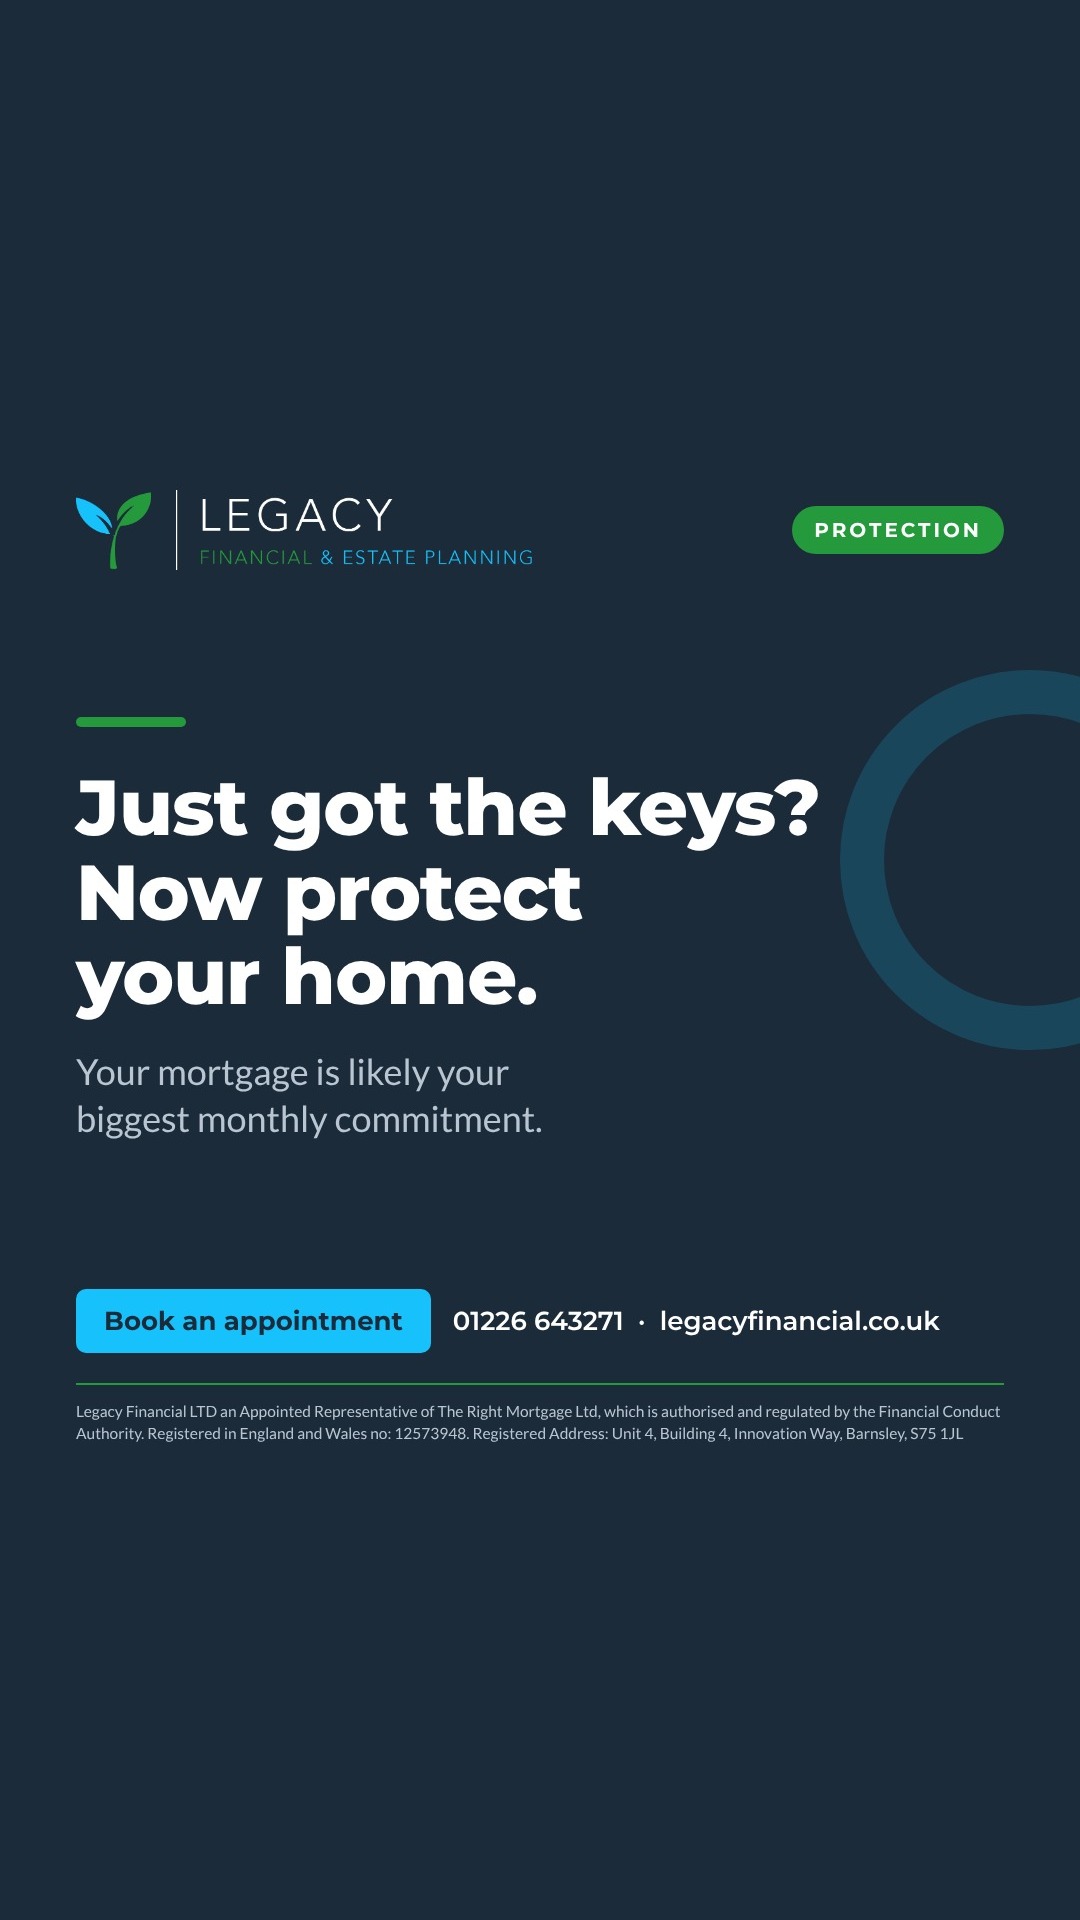 LEGACY
FINANCIAL & ESTATE PLANNING
PROTECTION
Just got the keys?
Now protect
your home.
Your mortgage is likely your
biggest monthly commitment.
Book an appointment
01226 643271 · legacyfinancial.co.uk
Legacy Financial LTD an Appointed Representative of The Right Mortgage Ltd, which is authorised and regulated by the Financial Conduct
Authority. Registered in England and Wales no: 12573948. Registered Address: Unit 4, Building 4, Innovation Way, Barnsley, S75 1JL